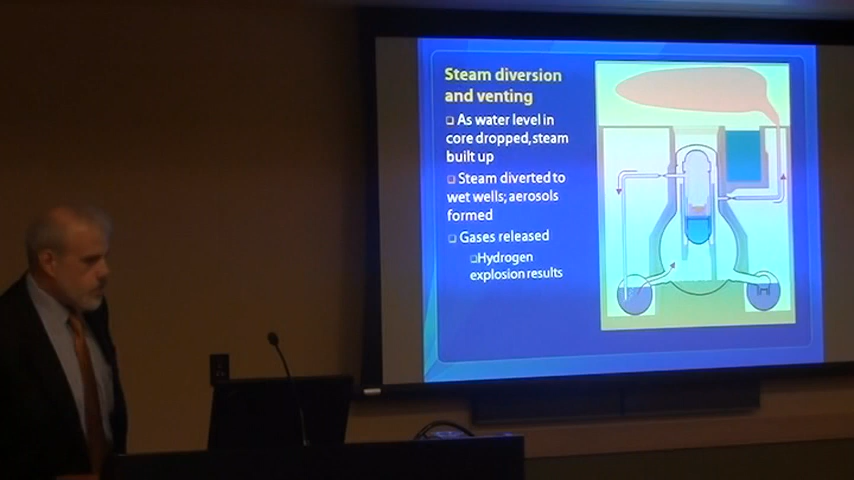 Steam diversion
and venting
As water level in
core dropped, steam
built up
Steam diverted to
wet wells; aerosols
formed
Gases released
Hydrogen
explosion results